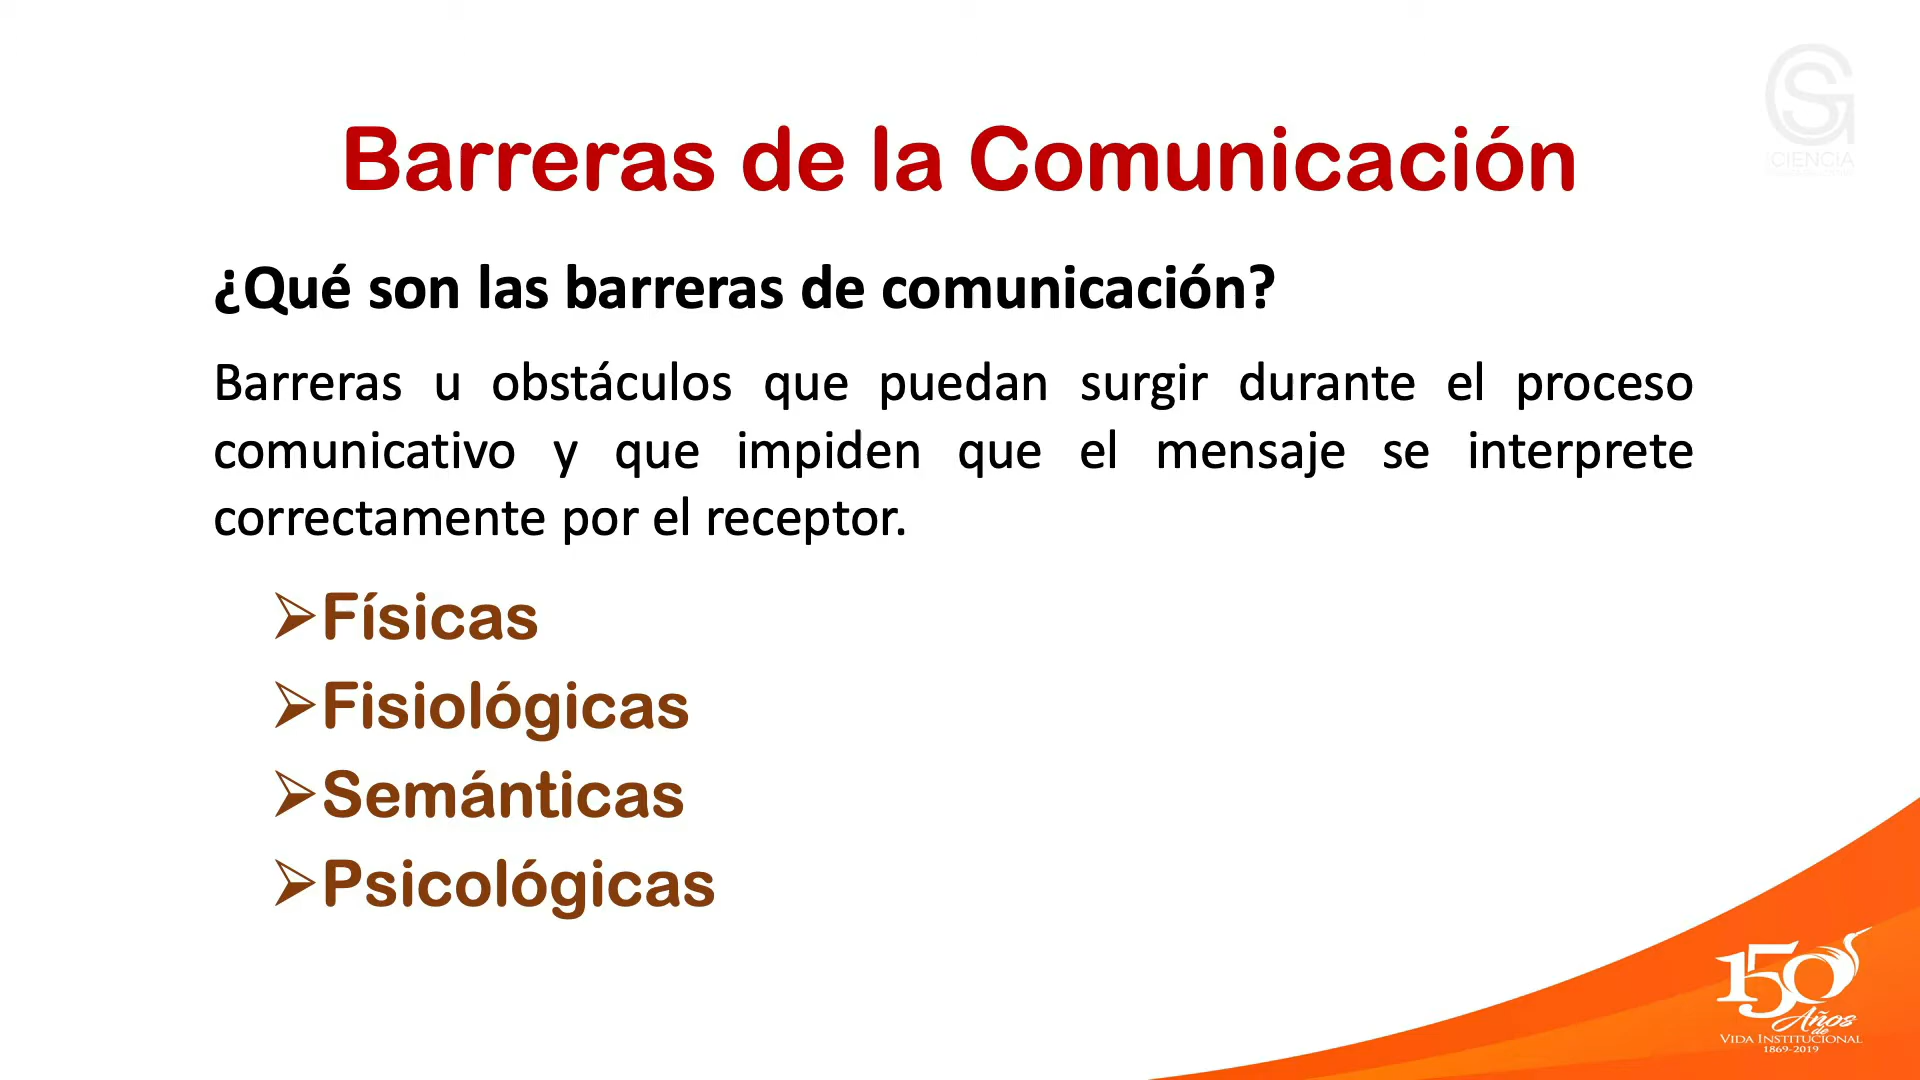 CIENCIA
Barreras de la Comunicación
¿Qué son las barreras de comunicación?
Barreras u obstáculos que puedan surgir durante el proceso
comunicativo y que impiden que el mensaje se interprete
correctamente por el receptor.
Físicas
Fisiológicas
Semánticas
Psicológicas
150
Años
de
VIDA INSTITUCIONAL
1869-2019